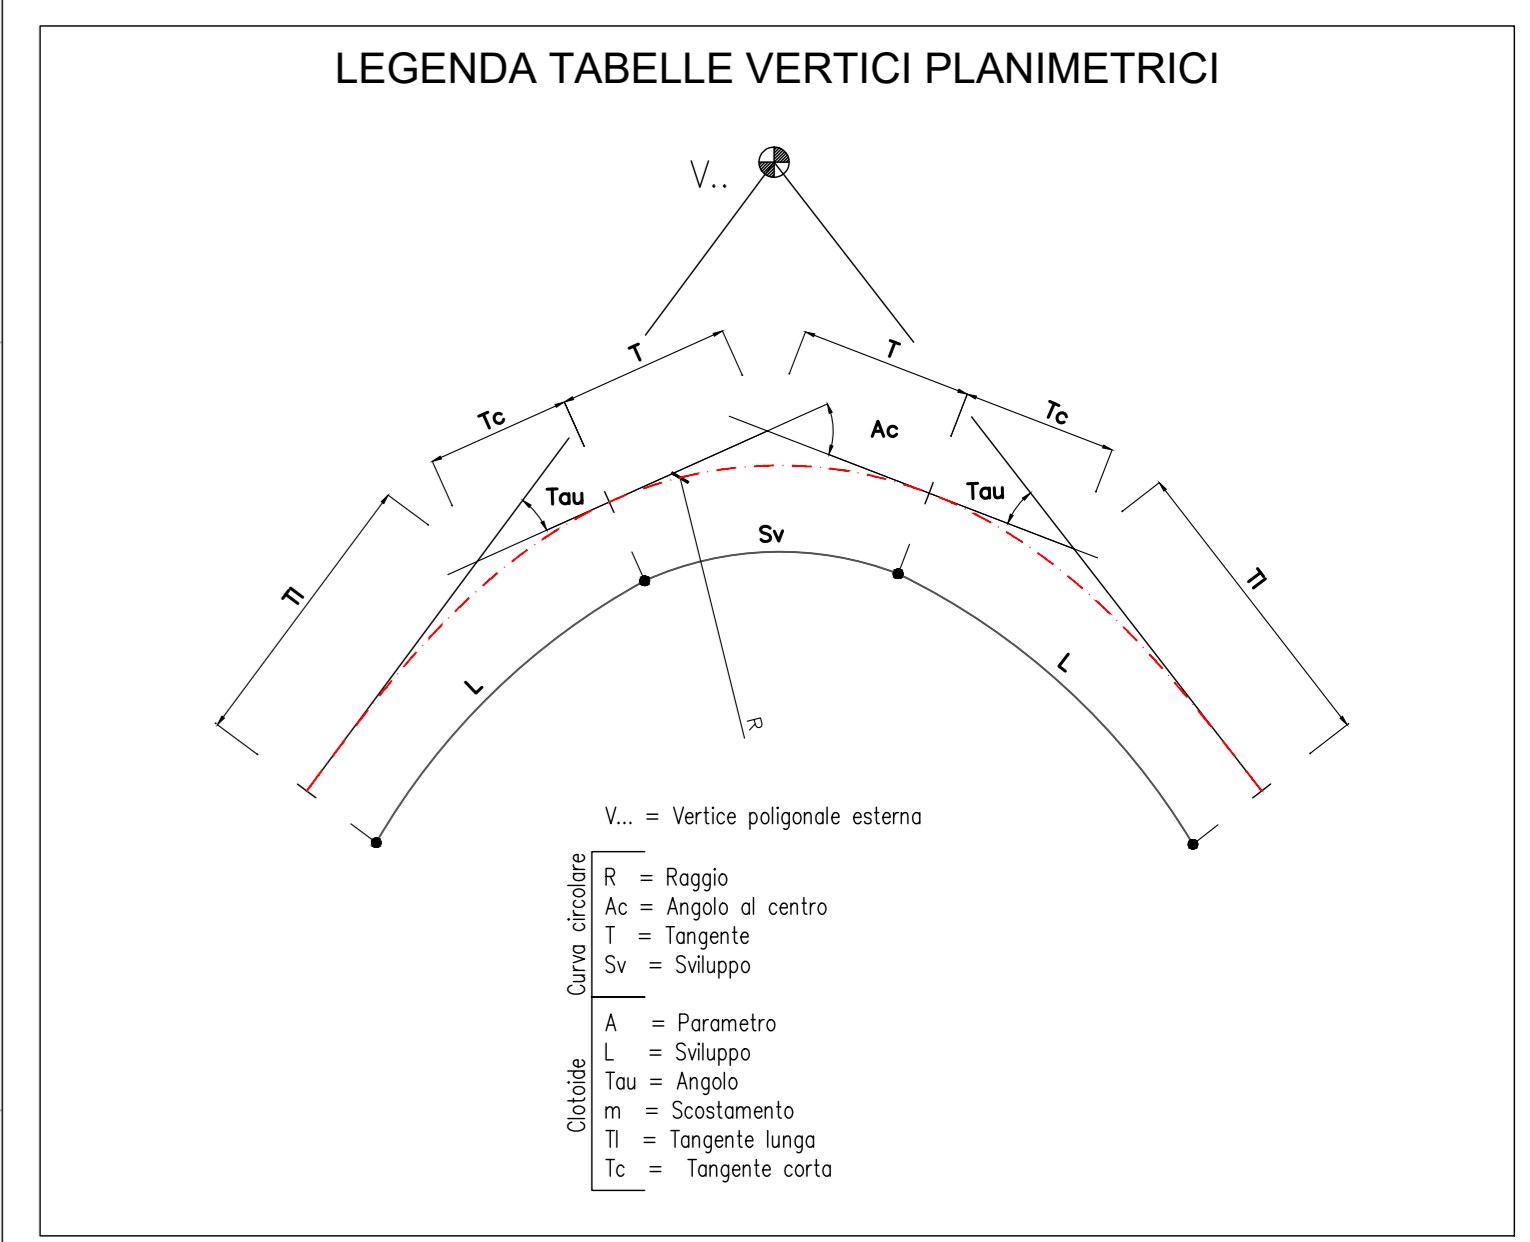 LEGENDA TABELLE VERTICI PLANIMETRICI
V..
T
T
Tc
Tc
Ac
Tau
Tau
Sv
Tl
Tl
L
L
R
V... = Vertice poligonale esterna
Curva circolare
R = Raggio
Ac = Angolo al centro
T = Tangente
Sv = Sviluppo
Clotoide
A = Parametro
L = Sviluppo
Tau = Angolo
m = Scostamento
Tl = Tangente lunga
Tc = Tangente corta